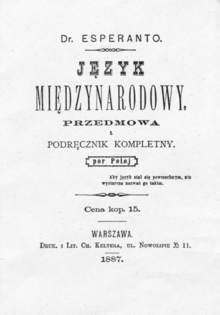 Dr. ESPERANTO.
JĘZYK
MIĘDZYNARODOWY.
PRZEDMOWA
i
PODRĘCZNIK KOMPLETNY.
por Poloj
Aby język stał się powszechnym, nie
wystarcza nazwać go takim.
Cena kop. 15.
WARSZAWA.
Druk. i Lit. Ch. Keltera, ul. Nowolipie № 11.
1887.